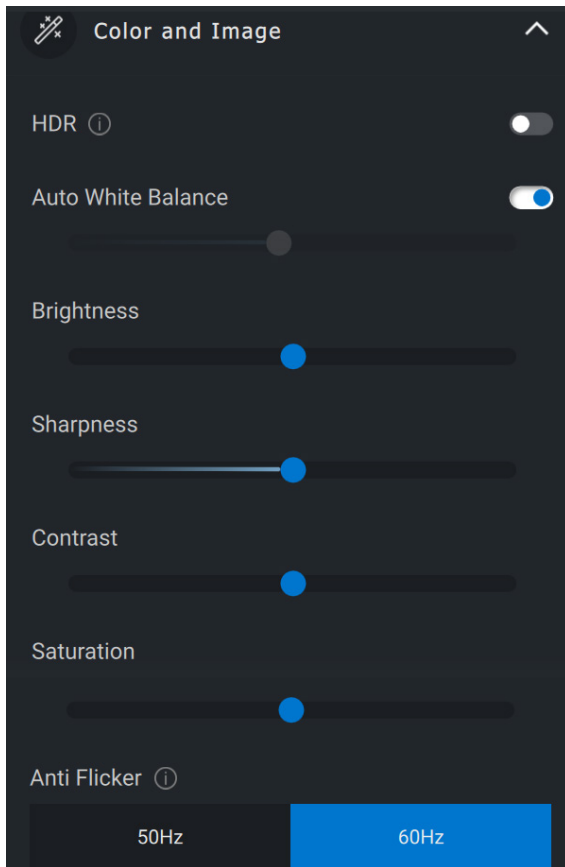 Color and Image
HDR
Auto White Balance
Brightness
Sharpness
Contrast
Saturation
Anti Flicker
50Hz 60Hz